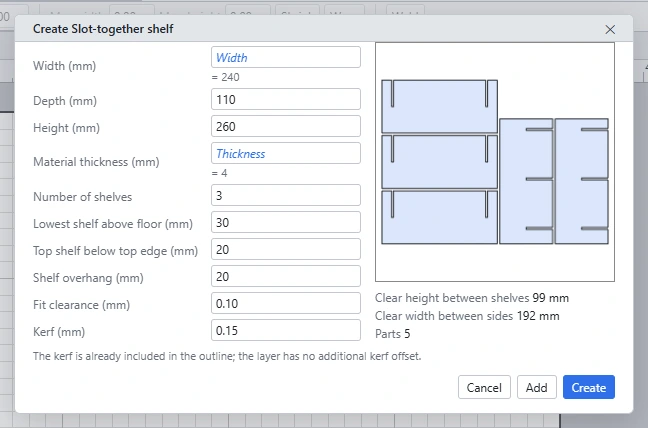 Create Slot-together shelf
Width (mm)
Width
= 240
Depth (mm)
110
Height (mm)
260
Material thickness (mm)
Thickness
= 4
Number of shelves
3
Lowest shelf above floor (mm)
30
Top shelf below top edge (mm)
20
Shelf overhang (mm)
20
Fit clearance (mm)
0.10
Kerf (mm)
0.15
Clear height between shelves 99 mm
Clear width between sides 192 mm
Parts 5
The kerf is already included in the outline; the layer has no additional kerf offset.
Cancel
Add
Create